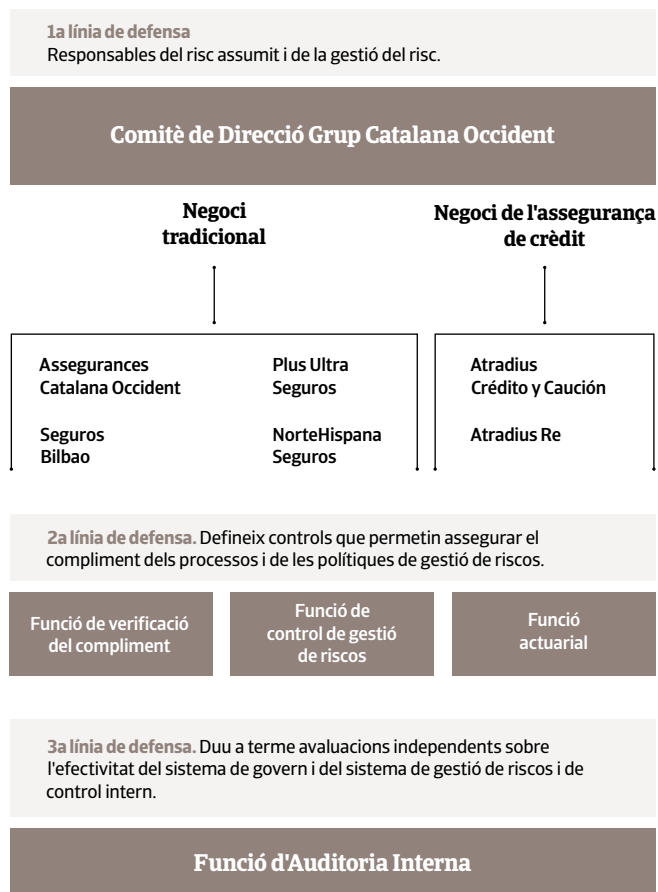 1a línia de defensa
Responsables del risc assumit i de la gestió del risc.
Comitè de Direcció Grup Catalana Occident
Negoci
tradicional
Negoci de l'assegurança
de crèdit
Assegurances
Catalana Occident
Plus Ultra
Seguros
Seguros
Bilbao
NorteHispana
Seguros
Atradius
Crédito y Caución
Atradius Re
2a línia de defensa. Defineix controls que permetin assegurar el
compliment dels processos i de les polítiques de gestió de riscos.
Funció de verificació
del compliment
Funció de
control de gestió
de riscos
Funció
actuarial
3a línia de defensa. Duu a terme avaluacions independents sobre
l'efectivitat del sistema de govern i del sistema de gestió de riscos i de
control intern.
Funció d'Auditoria Interna